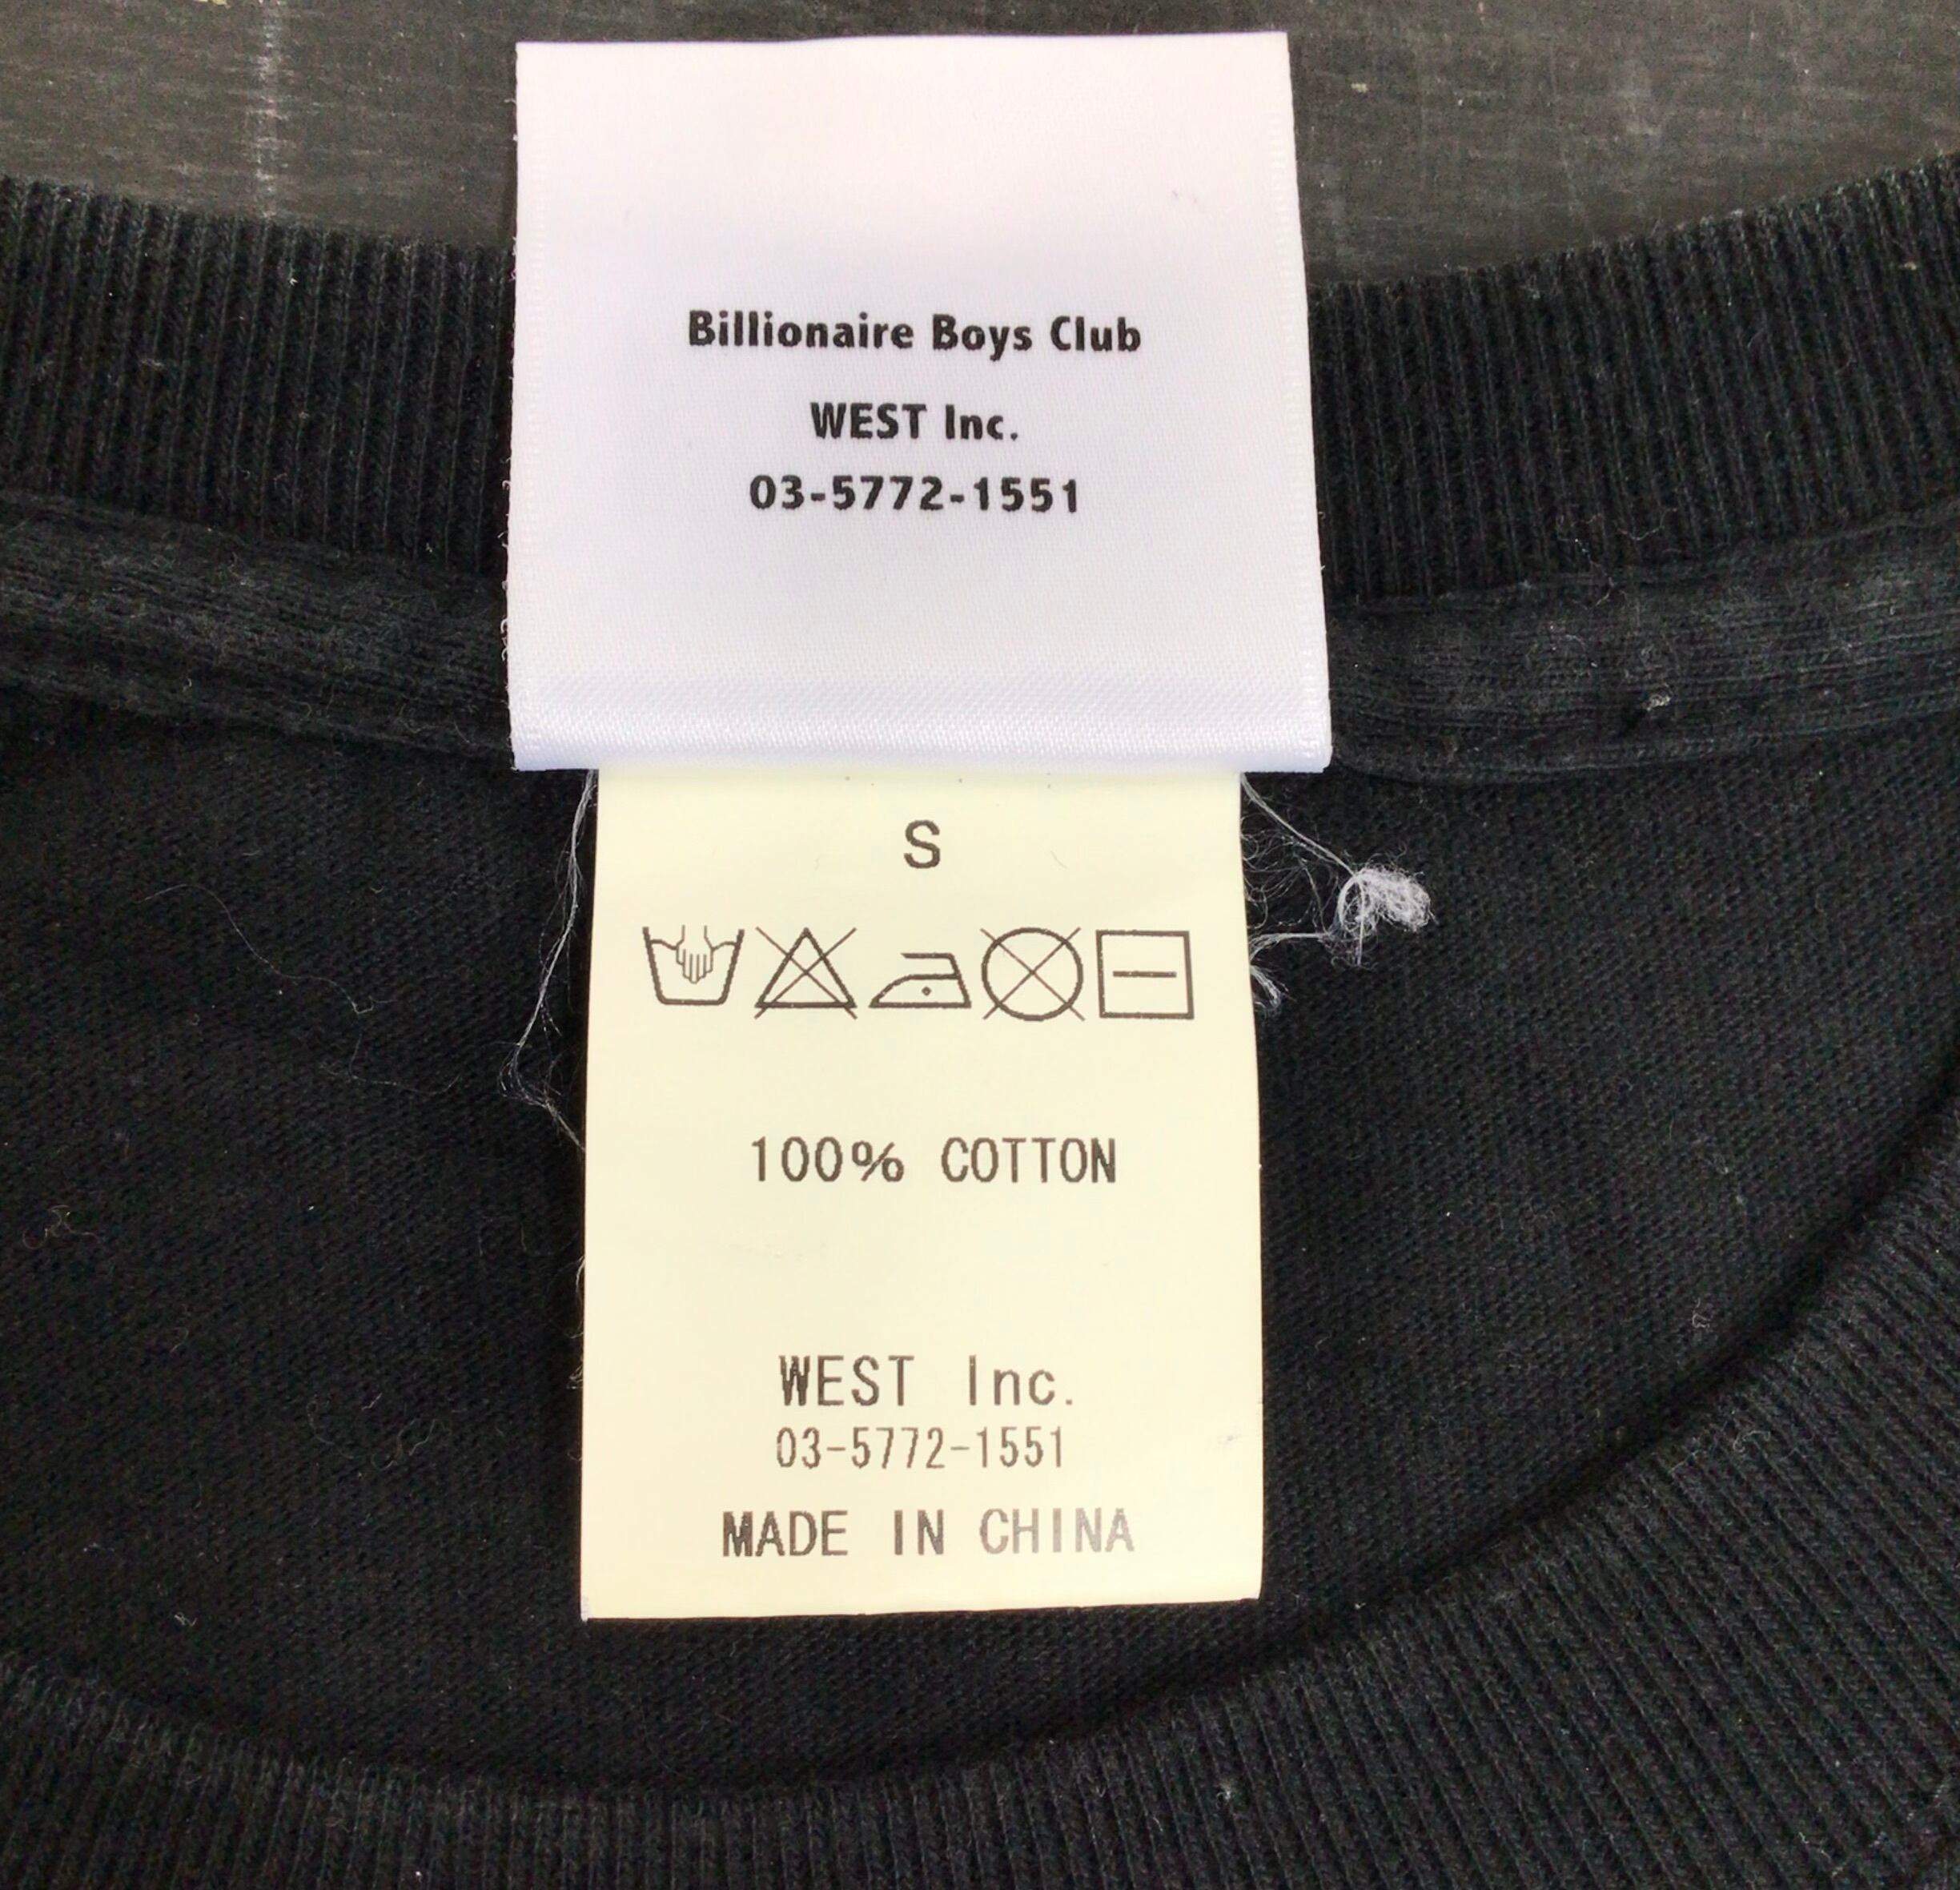 Billionaire Boys Club
WEST Inc.
03-5772-1551
S
100% COTTON
WEST Inc.
03-5772-1551
MADE IN CHINA